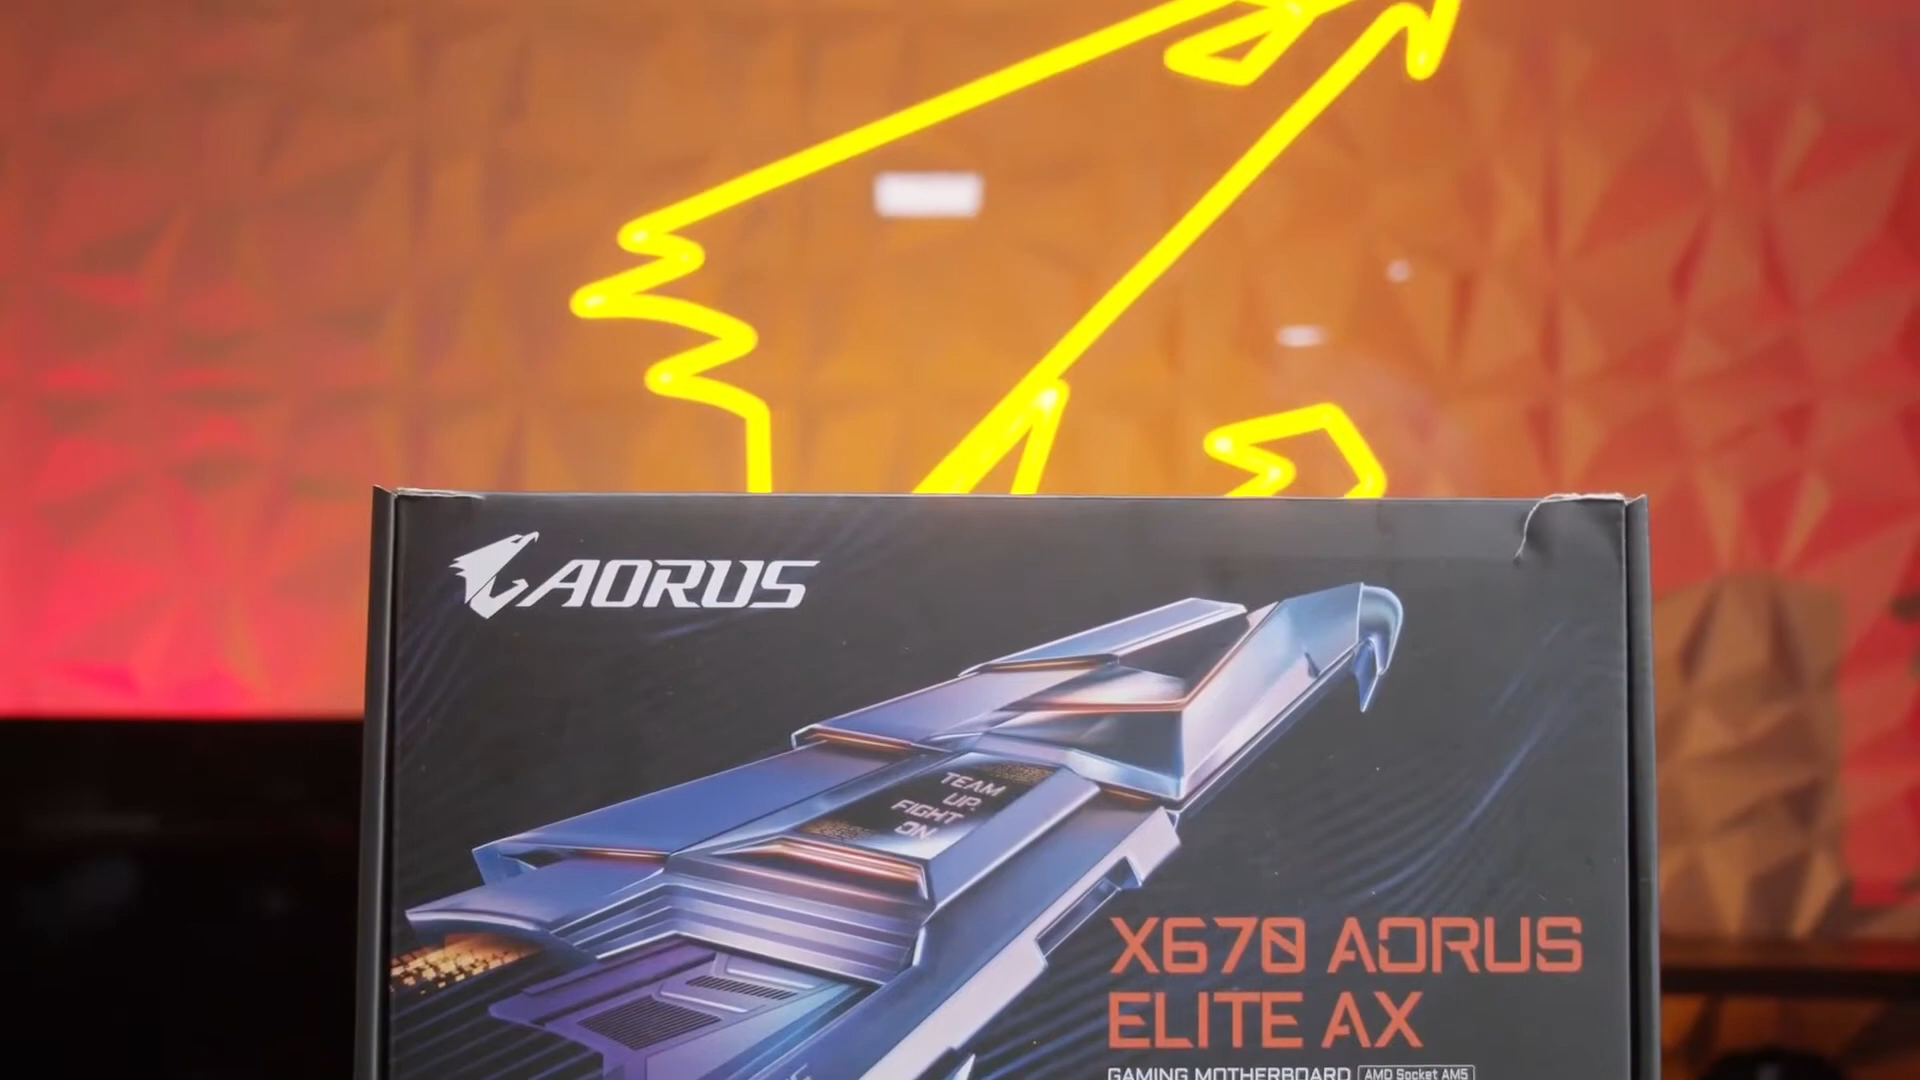 AORUS
TEAM
UP.
FIGHT
ON.
X670 AORUS
ELITE AX
GAMING MOTHERBOARD AMD Socket AM5